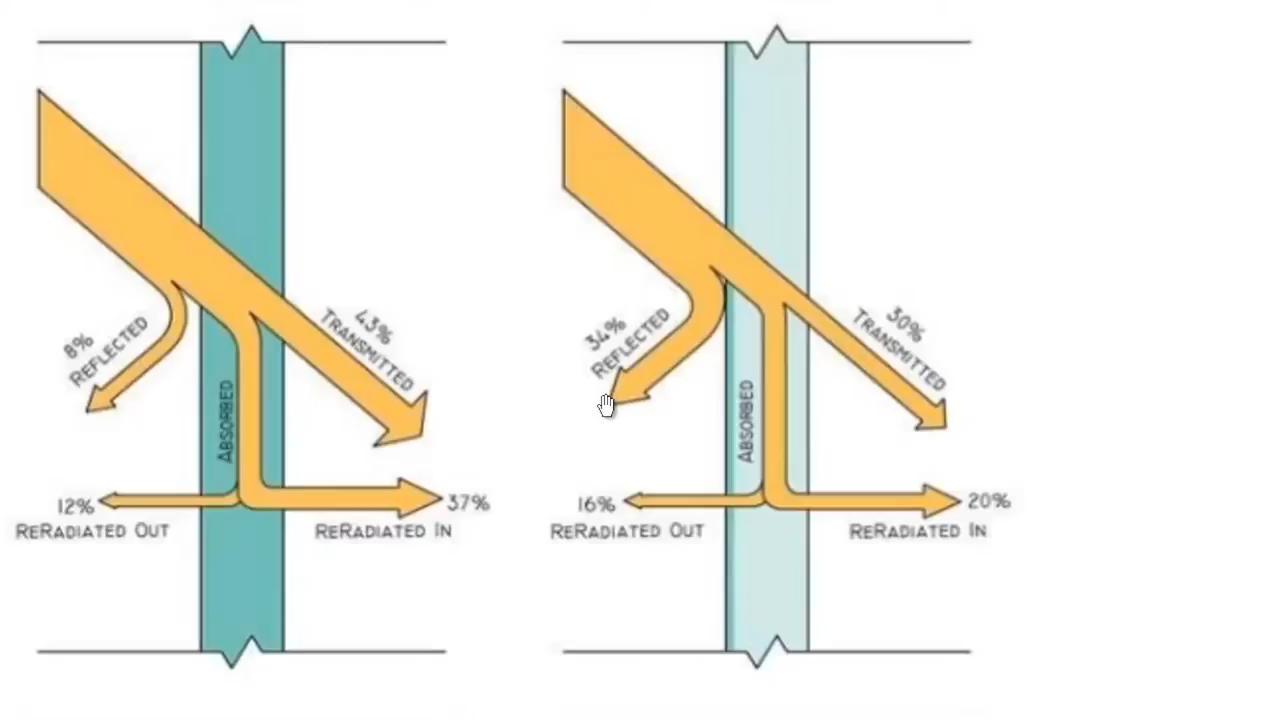 8%
REFLECTED
43%
TRANSMITTED
ABSORBED
12%
RERADIATED OUT
37%
RERADIATED IN
34%
REFLECTED
30%
TRANSMITTED
ABSORBED
16%
RERADIATED OUT
20%
RERADIATED IN